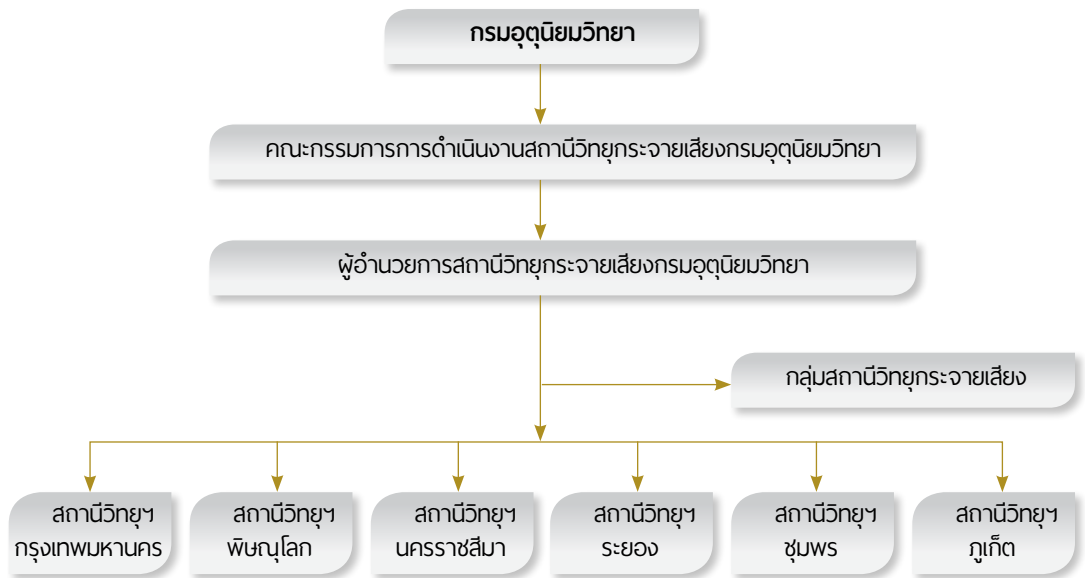 กรมอุตุนิยมวิทยา
คณะกรรมการการดำเนินงานสถานีวิทยุกระจายเสียงกรมอุตุนิยมวิทยา
ผู้อำนวยการสถานีวิทยุกระจายเสียงกรมอุตุนิยมวิทยา
กลุ่มสถานีวิทยุกระจายเสียง
สถานีวิทยุฯ
กรุงเทพมหานคร
สถานีวิทยุฯ
พิษณุโลก
สถานีวิทยุฯ
นครราชสีมา
สถานีวิทยุฯ
ระยอง
สถานีวิทยุฯ
ชุมพร
สถานีวิทยุฯ
ภูเก็ต